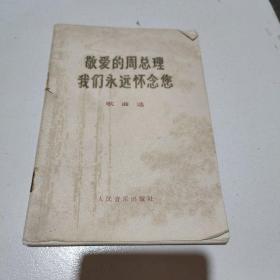 敬爱的周总理
我们永远怀念您
歌曲选
人民音乐出版社